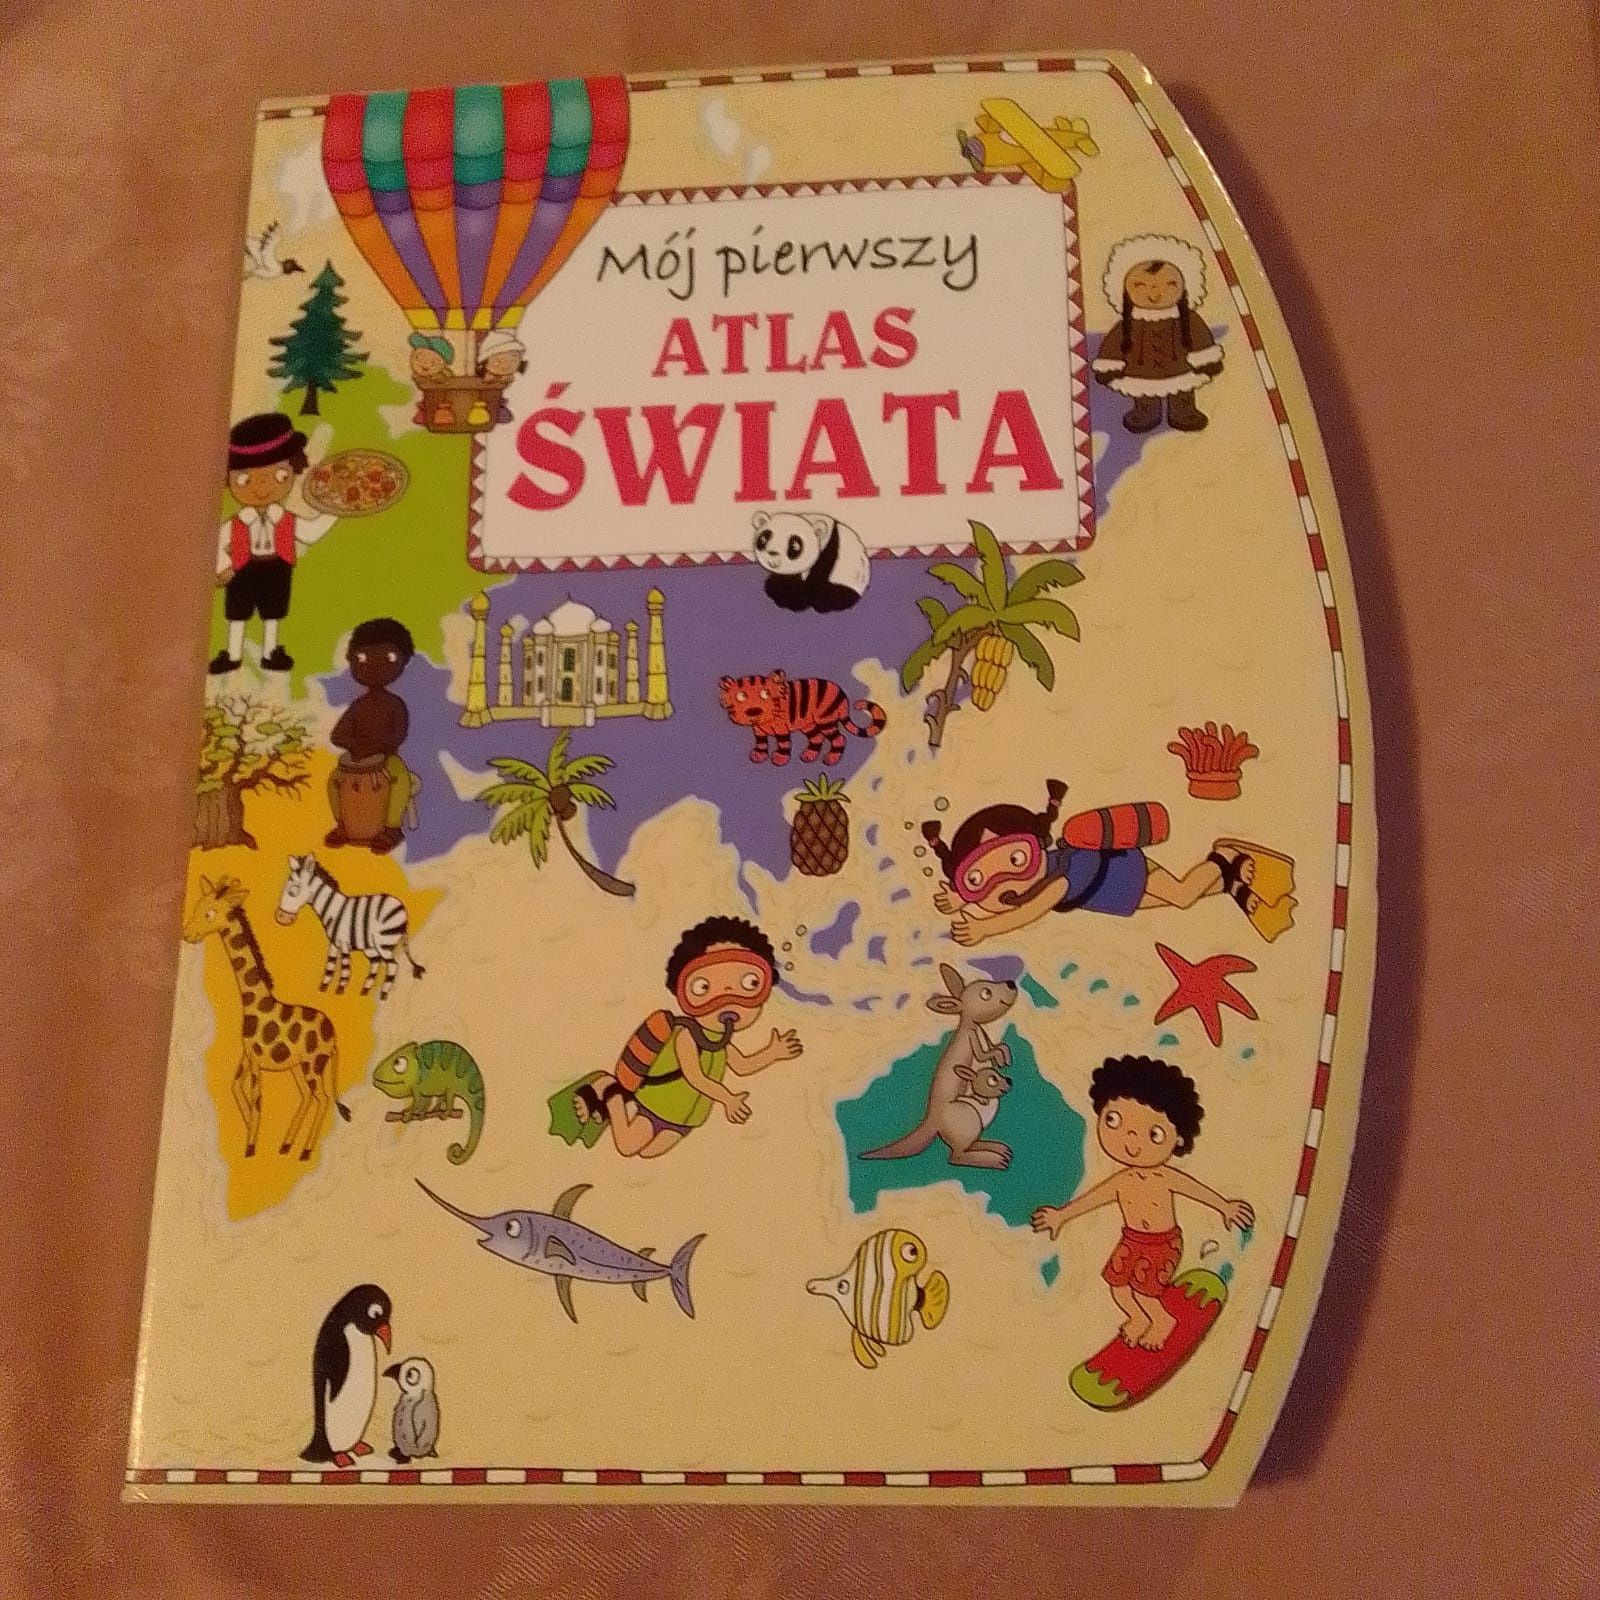 Mój pierwszy
ATLAS
ŚWIATA